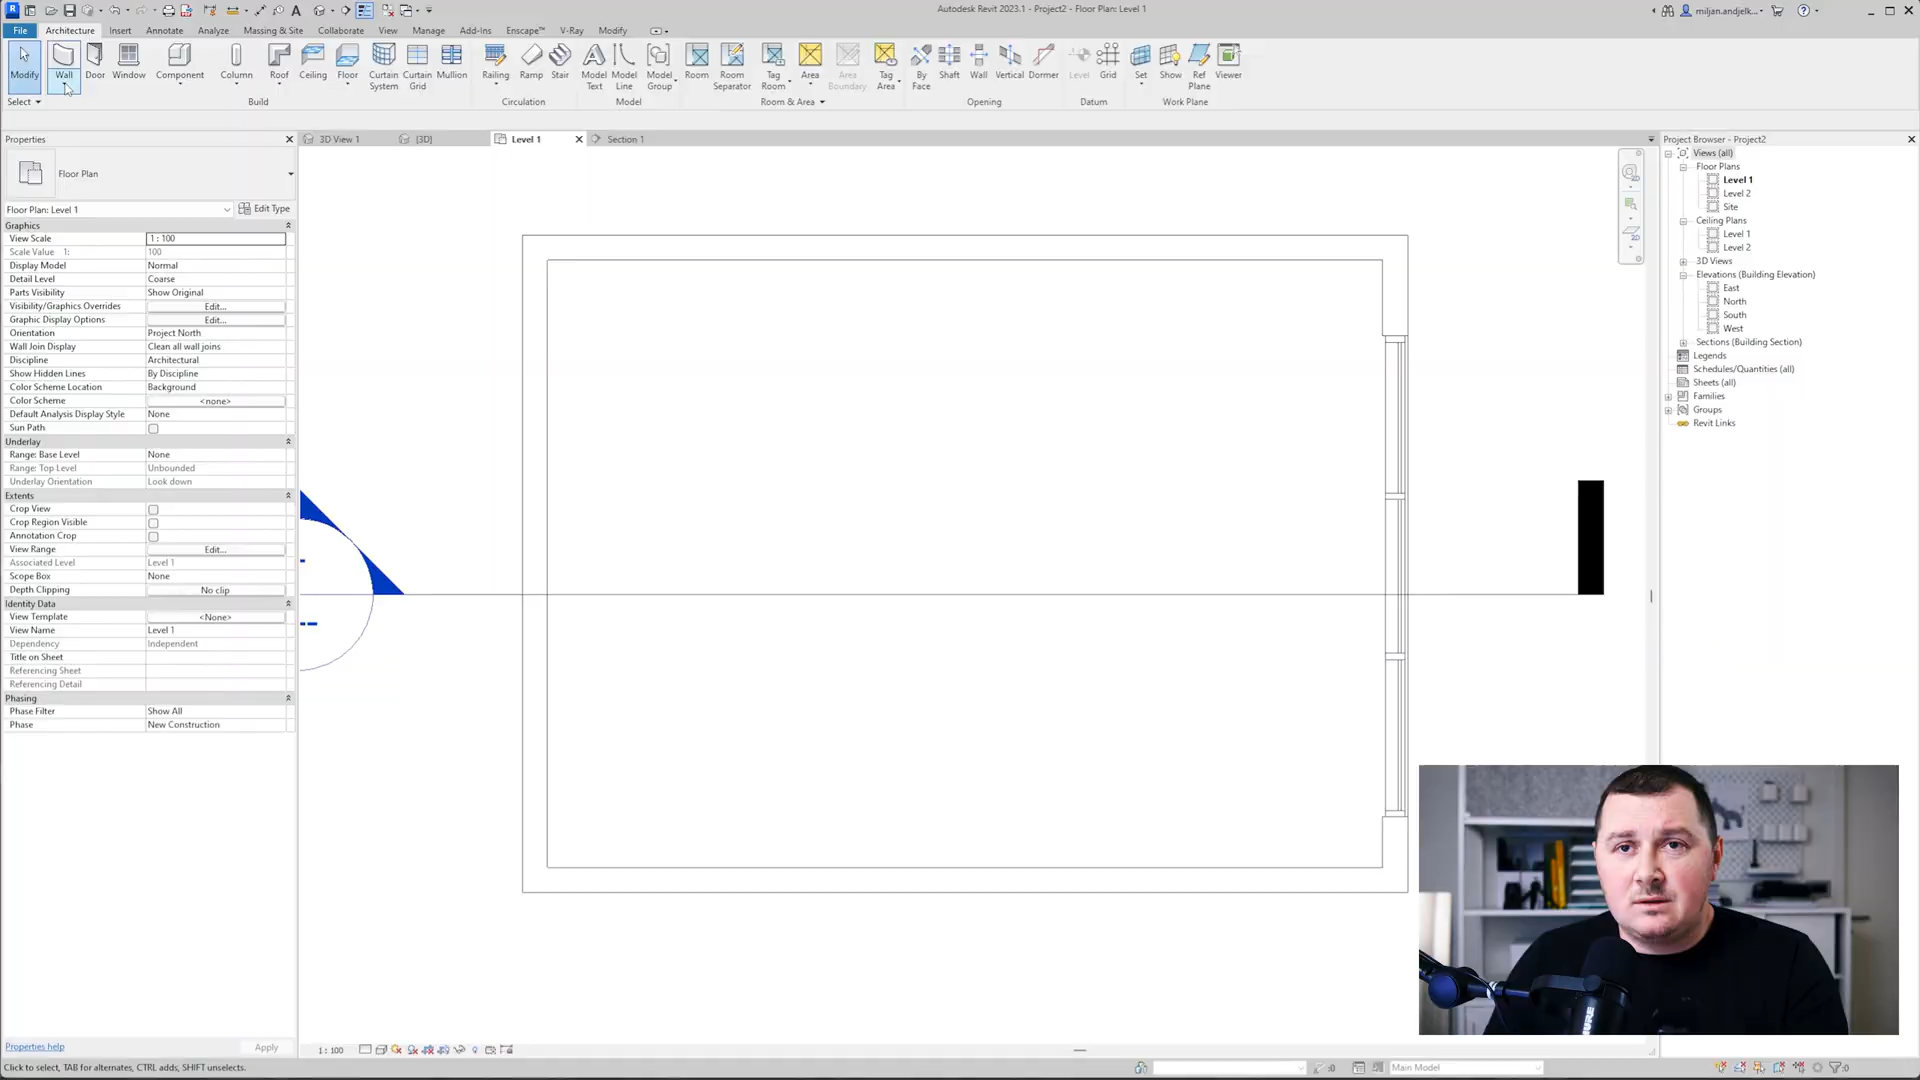 Autodesk Revit 2023.1 - Project2 - Floor Plan: Level 1
miljan.andjelk...
File Architecture Insert Annotate Analyze Massing & Site Collaborate View Manage Add-Ins Enscape™ V-Ray Modify
Modify Wall Door Window Component Column Roof Ceiling Floor Curtain System Curtain Grid Mullion Railing Ramp Stair Model Text Model Line Model Group Room Room Separator Tag Room Area Area Boundary Tag Area By Face Shaft Wall Vertical Dormer Level Grid Set Show Ref Plane Viewer
Select Build Circulation Model Room & Area Opening Datum Work Plane
Properties
3D View 1 {3D} Level 1 Section 1
Project Browser - Project2
Floor Plan
Floor Plan: Level 1 Edit Type
Graphics
View Scale 1 : 100
Scale Value 1: 100
Display Model Normal
Detail Level Coarse
Parts Visibility Show Original
Visibility/Graphics Overrides Edit...
Graphic Display Options Edit...
Orientation Project North
Wall Join Display Clean all wall joins
Discipline Architectural
Show Hidden Lines By Discipline
Color Scheme Location Background
Color Scheme <none>
Default Analysis Display Style None
Sun Path
Underlay
Range: Base Level None
Range: Top Level Unbounded
Underlay Orientation Look down
Extents
Crop View
Crop Region Visible
Annotation Crop
View Range Edit...
Associated Level Level 1
Scope Box None
Depth Clipping No clip
Identity Data
View Template <None>
View Name Level 1
Dependency Independent
Title on Sheet
Referencing Sheet
Referencing Detail
Phasing
Phase Filter Show All
Phase New Construction
Properties help Apply
Views (all)
Floor Plans
Level 1
Level 2
Site
Ceiling Plans
Level 1
Level 2
3D Views
Elevations (Building Elevation)
East
North
South
West
Sections (Building Section)
Legends
Schedules/Quantities (all)
Sheets (all)
Families
Groups
Revit Links
1 : 100
SHURE
Click to select, TAB for alternates, CTRL adds, SHIFT unselects.
:0
Main Model
:0